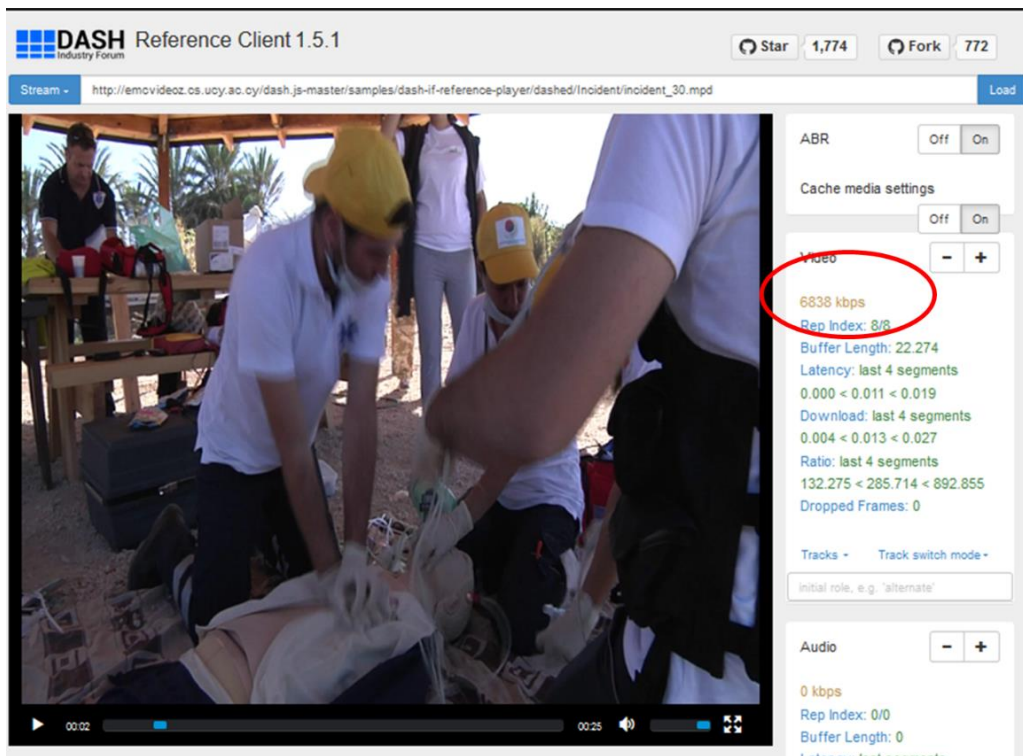 DASH Industry Forum Reference Client 1.5.1
Star 1,774 Fork 772
Stream http://emcvideoz.cs.ucy.ac.cy/dash.js-master/samples/dash-if-reference-player/dashed/Incident/incident_30.mpd Load
ABR Off On
Cache media settings
Off On
Video - +
6838 kbps
Rep Index: 8/8
Buffer Length: 22.274
Latency: last 4 segments
0.000 < 0.011 < 0.019
Download: last 4 segments
0.004 < 0.013 < 0.027
Ratio: last 4 segments
132.275 < 285.714 < 892.855
Dropped Frames: 0
Tracks Track switch mode
initial role, e.g. 'alternate'
Audio - +
0 kbps
Rep Index: 0/0
Buffer Length: 0
00:02 00:25